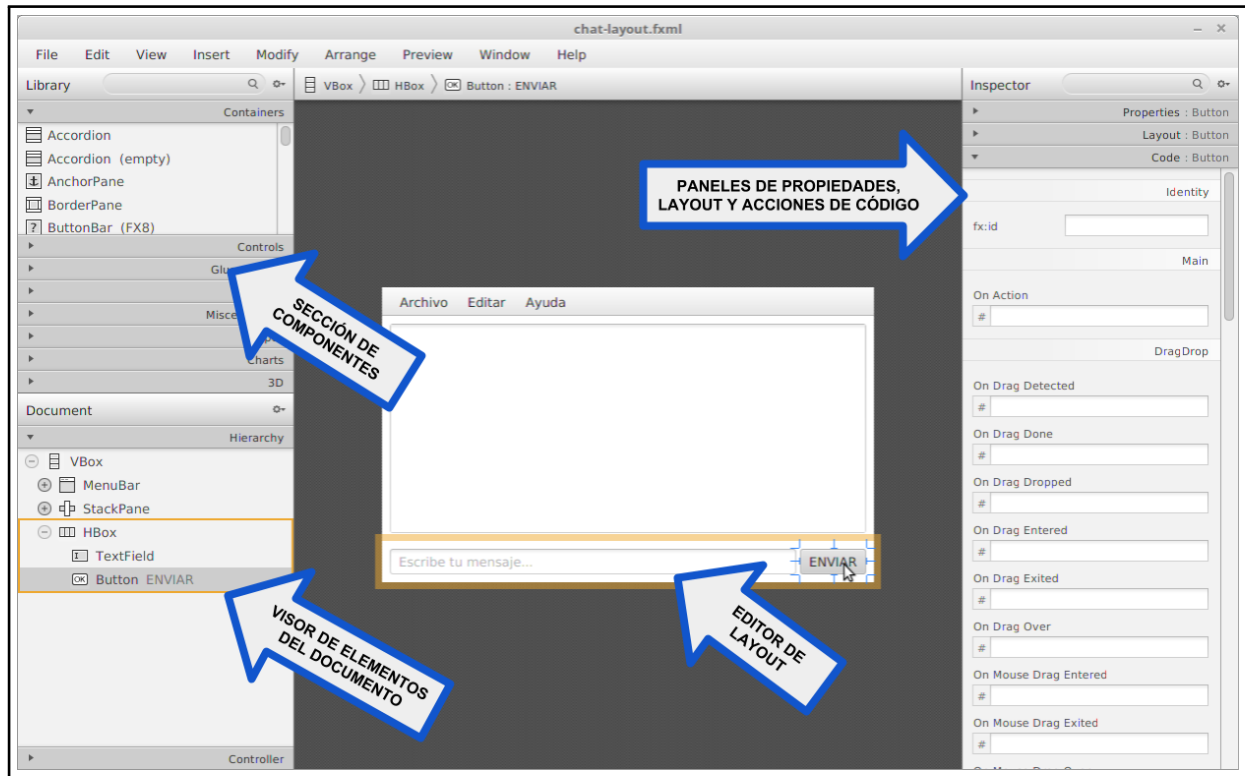 chat-layout.fxml
File Edit View Insert Modify Arrange Preview Window Help
Library
VBox HBox OK Button : ENVIAR
Inspector
Containers
Accordion
Accordion (empty)
AnchorPane
BorderPane
? ButtonBar (FX8)
Controls
Glu
Misce
Charts
3D
SECCIÓN DE
COMPONENTES
Document
Hierarchy
VBox
MenuBar
StackPane
HBox
TextField
OK Button ENVIAR
VISOR DE ELEMENTOS
DEL DOCUMENTO
Controller
PANELES DE PROPIEDADES,
LAYOUT Y ACCIONES DE CÓDIGO
Archivo Editar Ayuda
Escribe tu mensaje...
ENVIAR
EDITOR DE
LAYOUT
Properties : Button
Layout : Button
Code : Button
Identity
fx:id
Main
On Action
#
DragDrop
On Drag Detected
#
On Drag Done
#
On Drag Dropped
#
On Drag Entered
#
On Drag Exited
#
On Drag Over
#
On Mouse Drag Entered
#
On Mouse Drag Exited
#